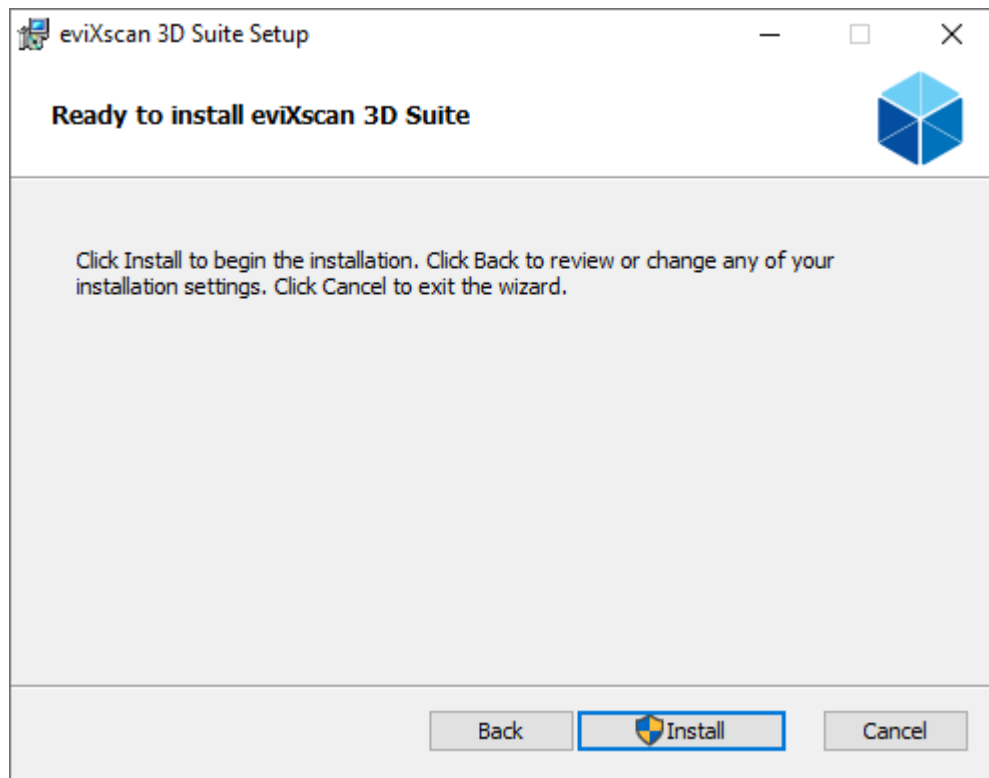 eviXscan 3D Suite Setup
Ready to install eviXscan 3D Suite
Click Install to begin the installation. Click Back to review or change any of your
installation settings. Click Cancel to exit the wizard.
Back
Install
Cancel